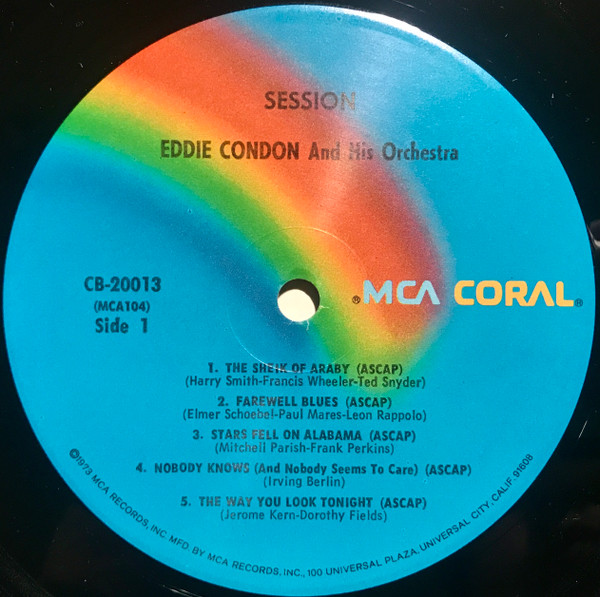 SESSION
EDDIE CONDON And His Orchestra
CB-20013
(MCA104)
Side 1
®MCA CORAL®
1. THE SHEIK OF ARABY (ASCAP)
(Harry Smith-Francis Wheeler-Ted Snyder)
2. FAREWELL BLUES (ASCAP)
(Elmer Schoebel-Paul Mares-Leon Rappolo)
3. STARS FELL ON ALABAMA (ASCAP)
(Mitchell Parish-Frank Perkins)
4. NOBODY KNOWS (And Nobody Seems To Care) (ASCAP)
(Irving Berlin)
5. THE WAY YOU LOOK TONIGHT (ASCAP)
(Jerome Kern-Dorothy Fields)
©1973 MCA RECORDS, INC MFD. BY MCA RECORDS, INC., 100 UNIVERSAL PLAZA, UNIVERSAL CITY, CALIF. 91608